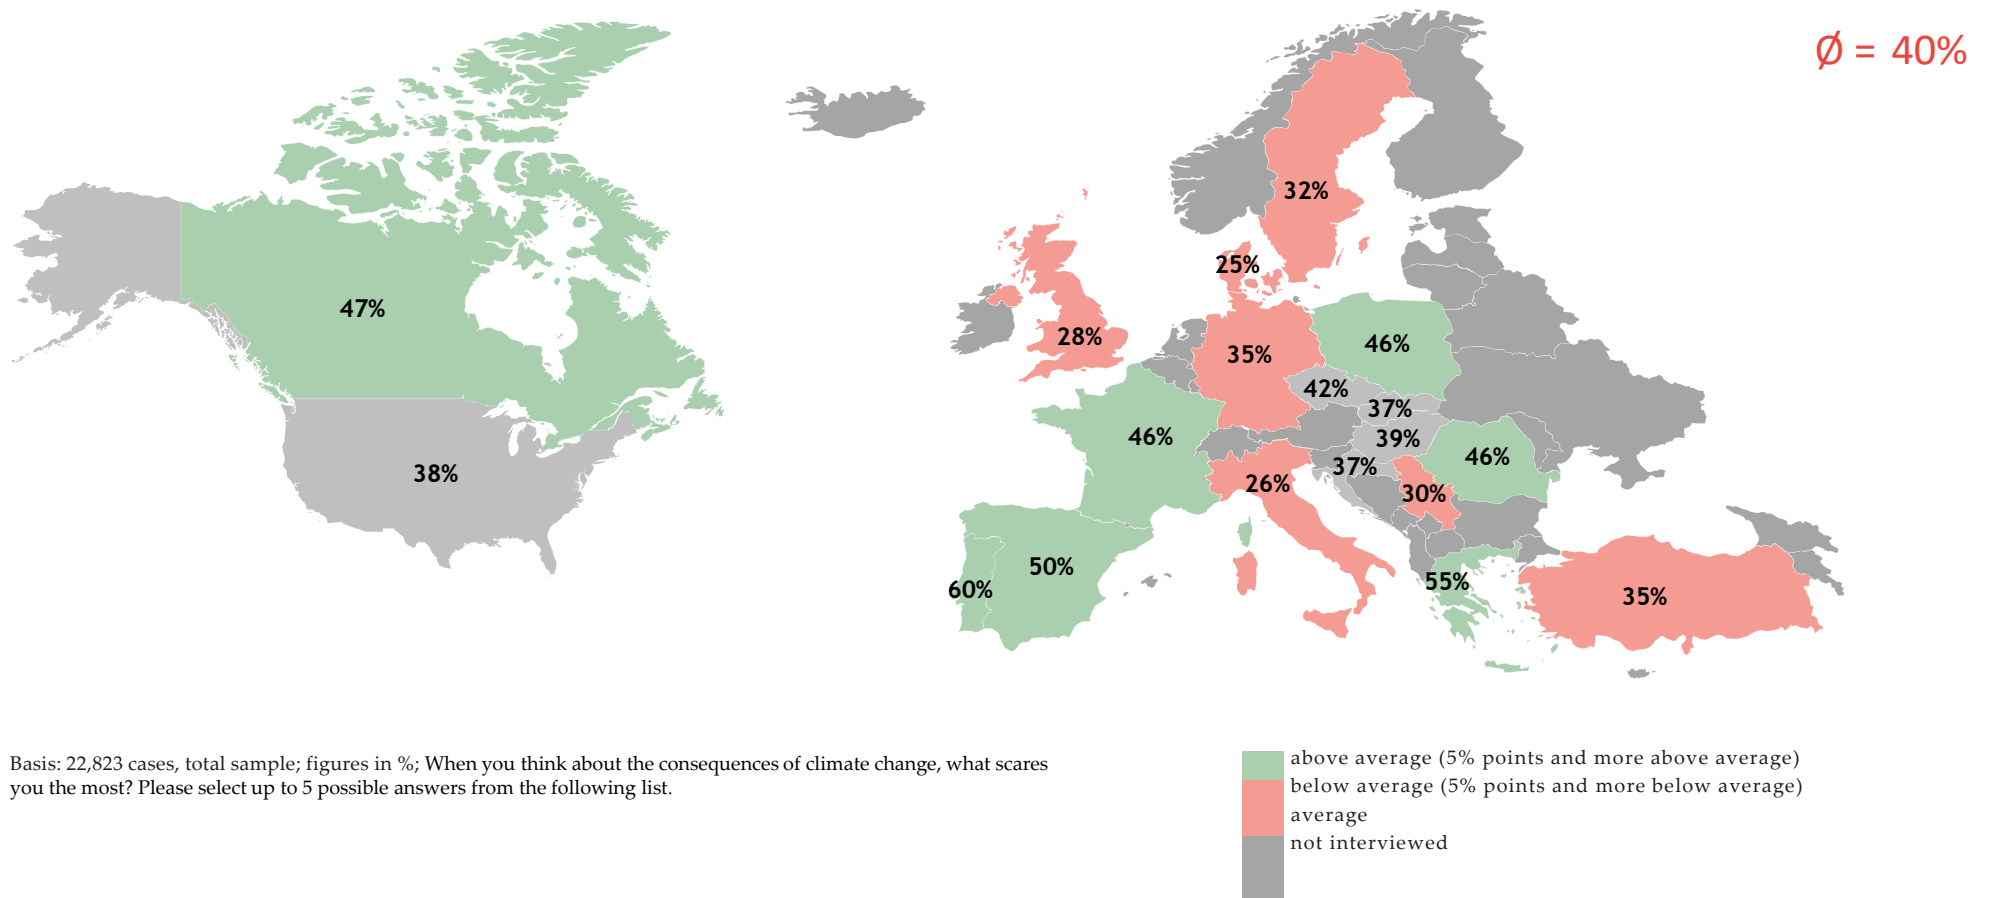 Ø = 40%
32%
25%
47%
28%
46%
35%
42%
37%
46%
39%
46%
37%
38%
26%
30%
50%
55%
60%
35%
Basis: 22,823 cases, total sample; figures in %; When you think about the consequences of climate change, what scares
you the most? Please select up to 5 possible answers from the following list.
above average (5% points and more above average)
below average (5% points and more below average)
average
not interviewed